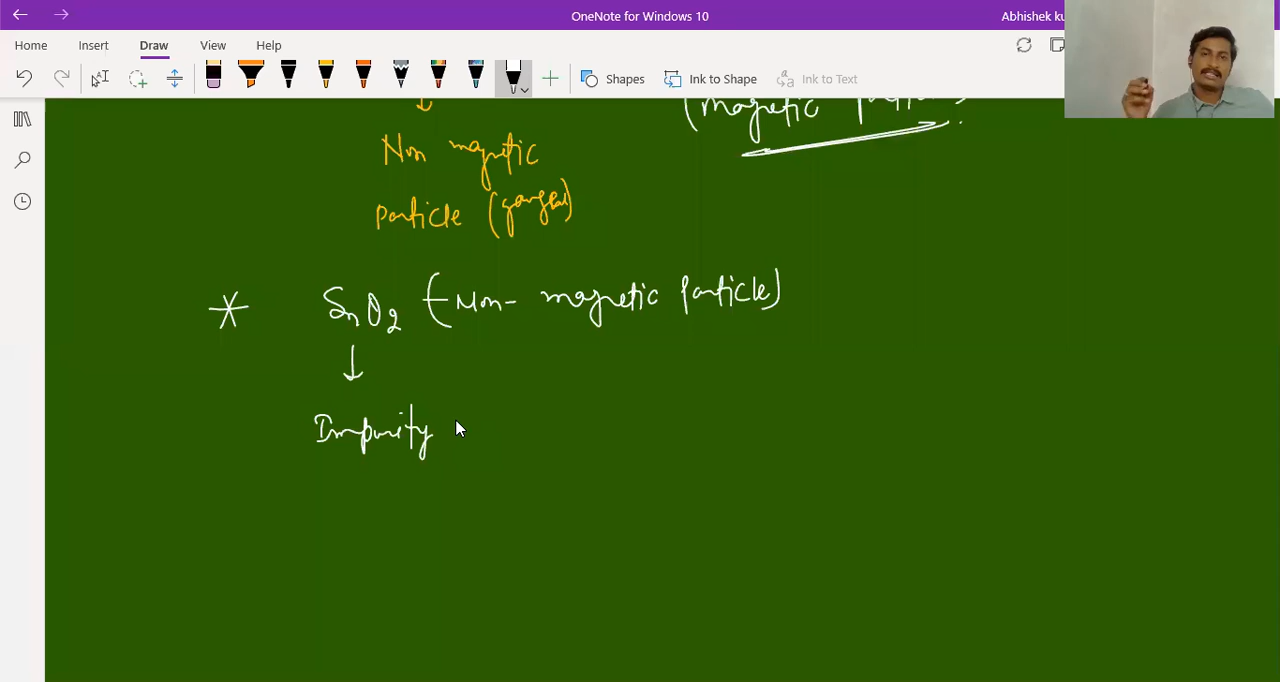 OneNote for Windows 10
Abhishek ku
Home Insert Draw View Help
Shapes Ink to Shape Ink to Text
(Magnetic
Non magnetic
particle (
* SnO2 (Non-magnetic particle)
↓
Impurity